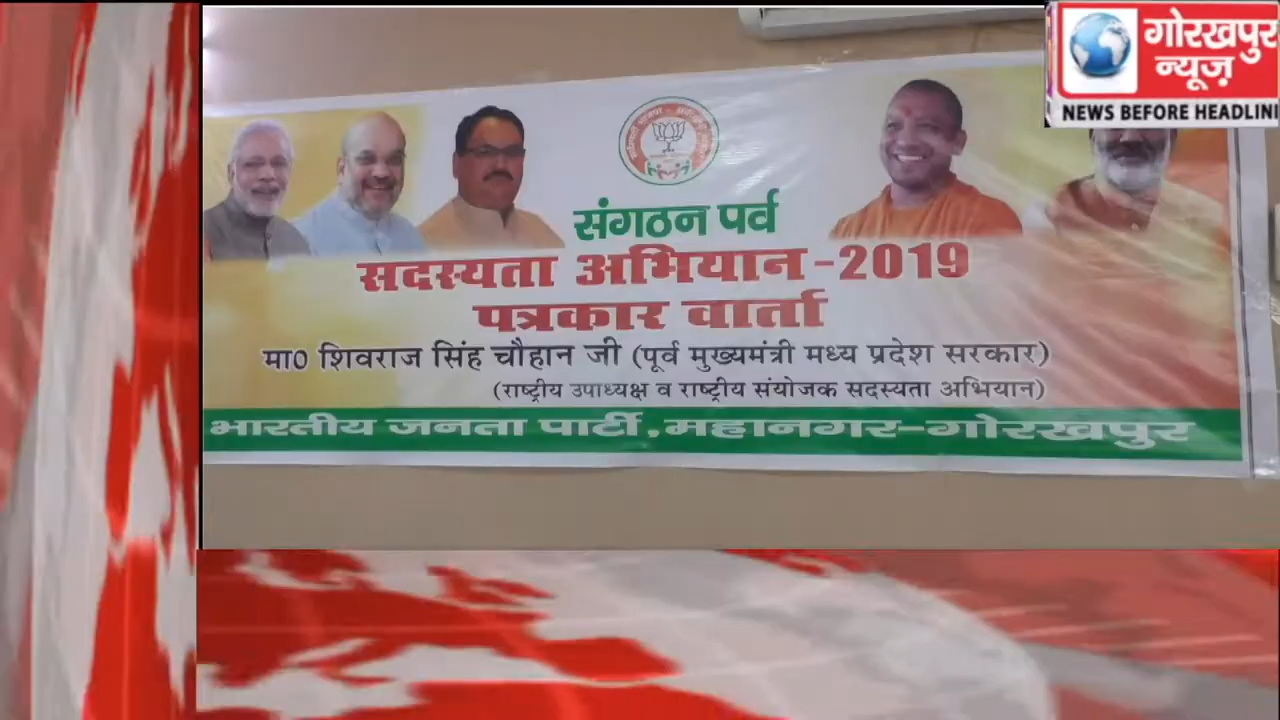 गोरखपुर
न्यूज़
NEWS BEFORE HEADLINI
संगठन पर्व
सदस्यता अभियान-2019
पत्रकार वार्ता
मा0 शिवराज सिंह चौहान जी (पूर्व मुख्यमंत्री मध्य प्रदेश सरकार)
(राष्ट्रीय उपाध्यक्ष व राष्ट्रीय संयोजक सदस्यता अभियान)
भारतीय जनता पार्टी,महानगर-गोरखपुर